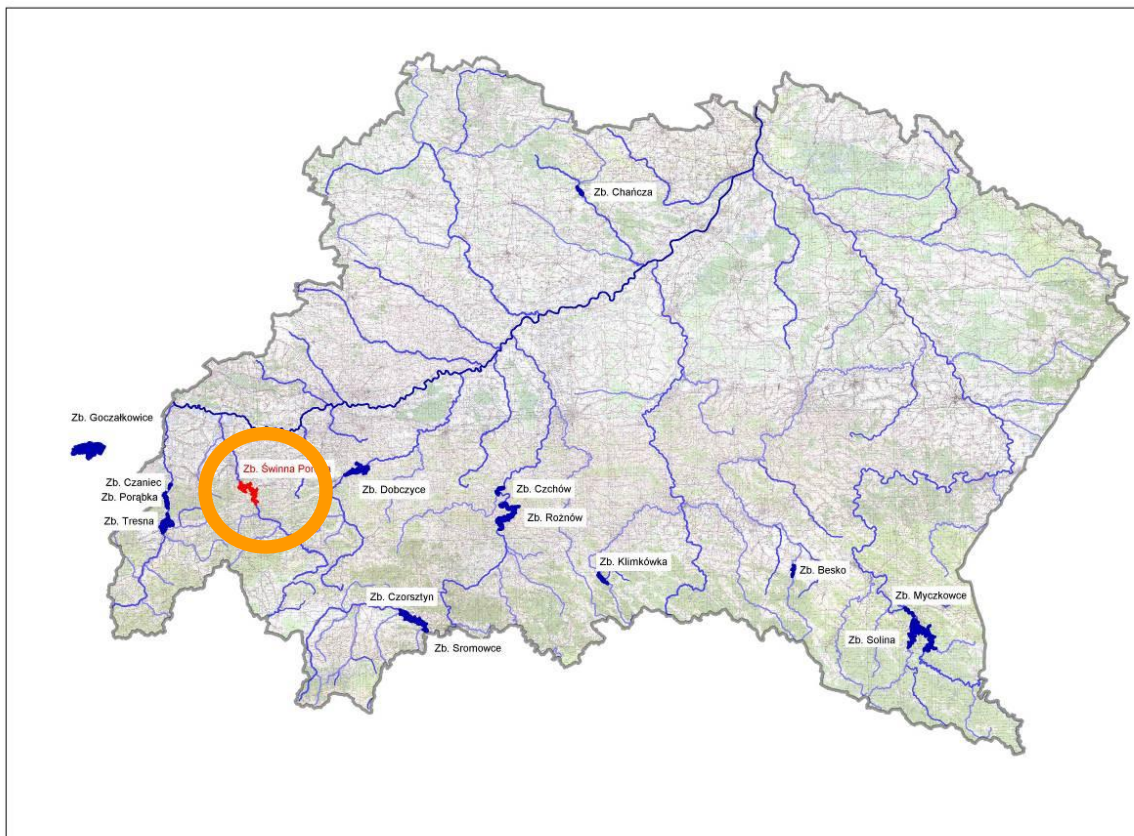 Zb. Chańcza
Zb. Goczałkowice
Zb. Świnna Poręba
Zb. Czaniec
Zb. Porąbka
Zb. Tresna
Zb. Dobczyce
Zb. Czchów
Zb. Rożnów
Zb. Klimkówka
Zb. Besko
Zb. Czorsztyn
Zb. Myczkowce
Zb. Solina
Zb. Sromowce